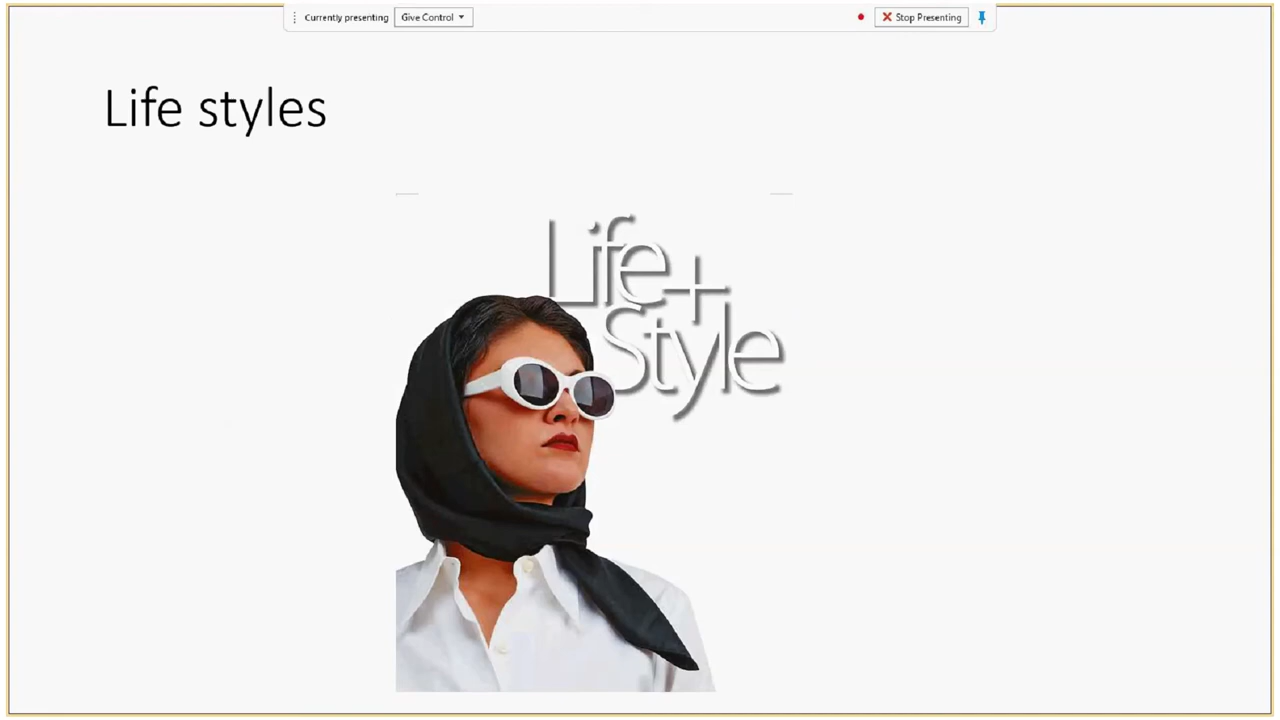 Currently presenting Give Control Stop Presenting
Life styles
Life+
Style